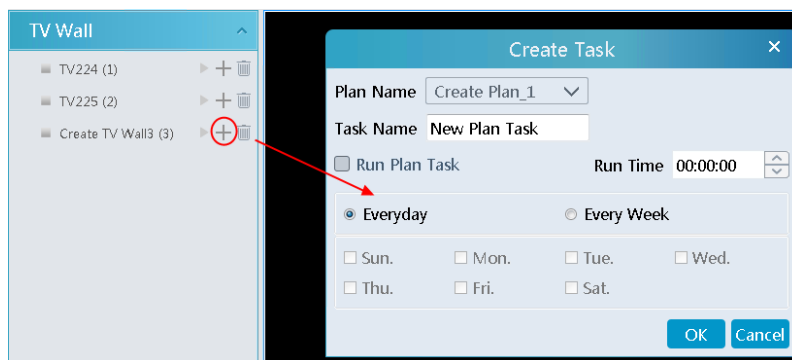 TV Wall
TV224 (1)
TV225 (2)
Create TV Wall3 (3)
Create Task
Plan Name Create Plan_1
Task Name New Plan Task
Run Plan Task Run Time 00:00:00
Everyday Every Week
Sun. Mon. Tue. Wed.
Thu. Fri. Sat.
OK Cancel